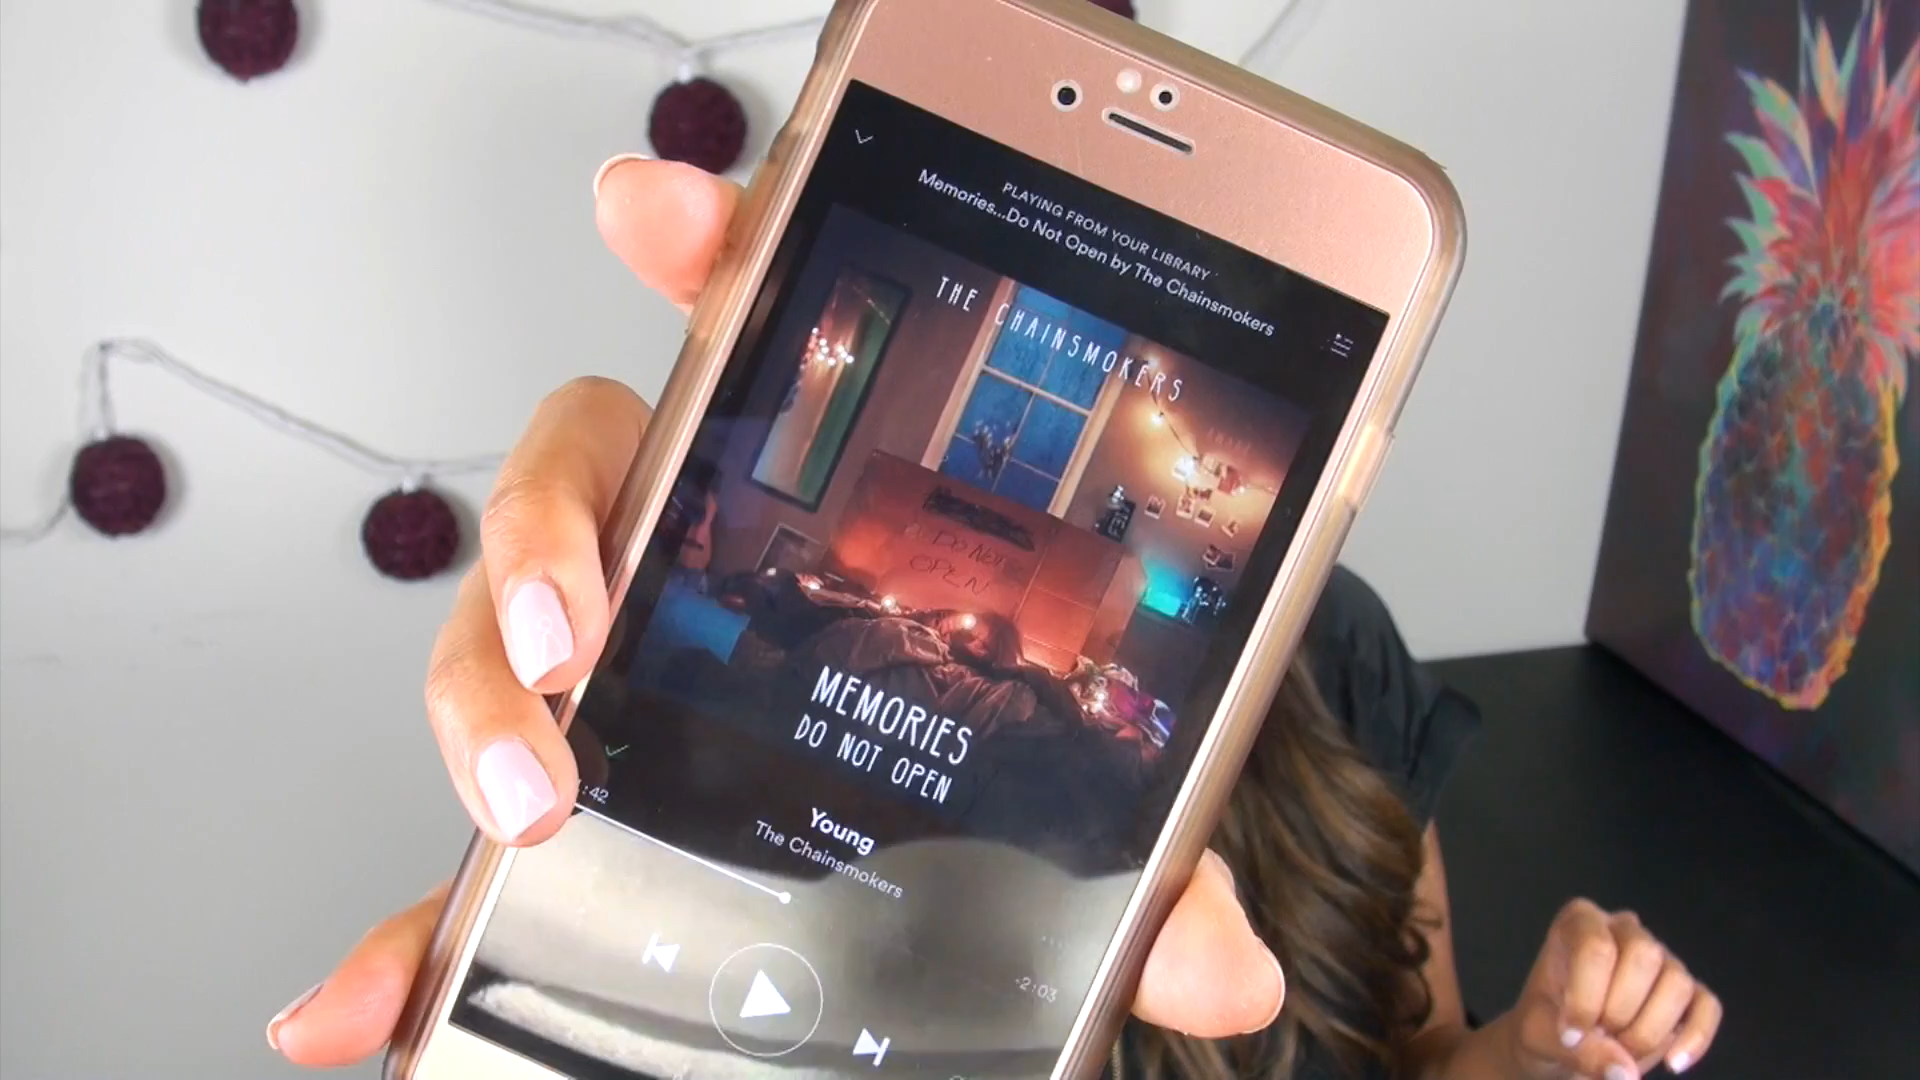 PLAYING FROM YOUR LIBRARY
Memories...Do Not Open by The Chainsmokers
THE CHAINSMOKERS
DO NOT
OPEN
MEMORIES
DO NOT OPEN
:42
Young
The Chainsmokers
-2:03